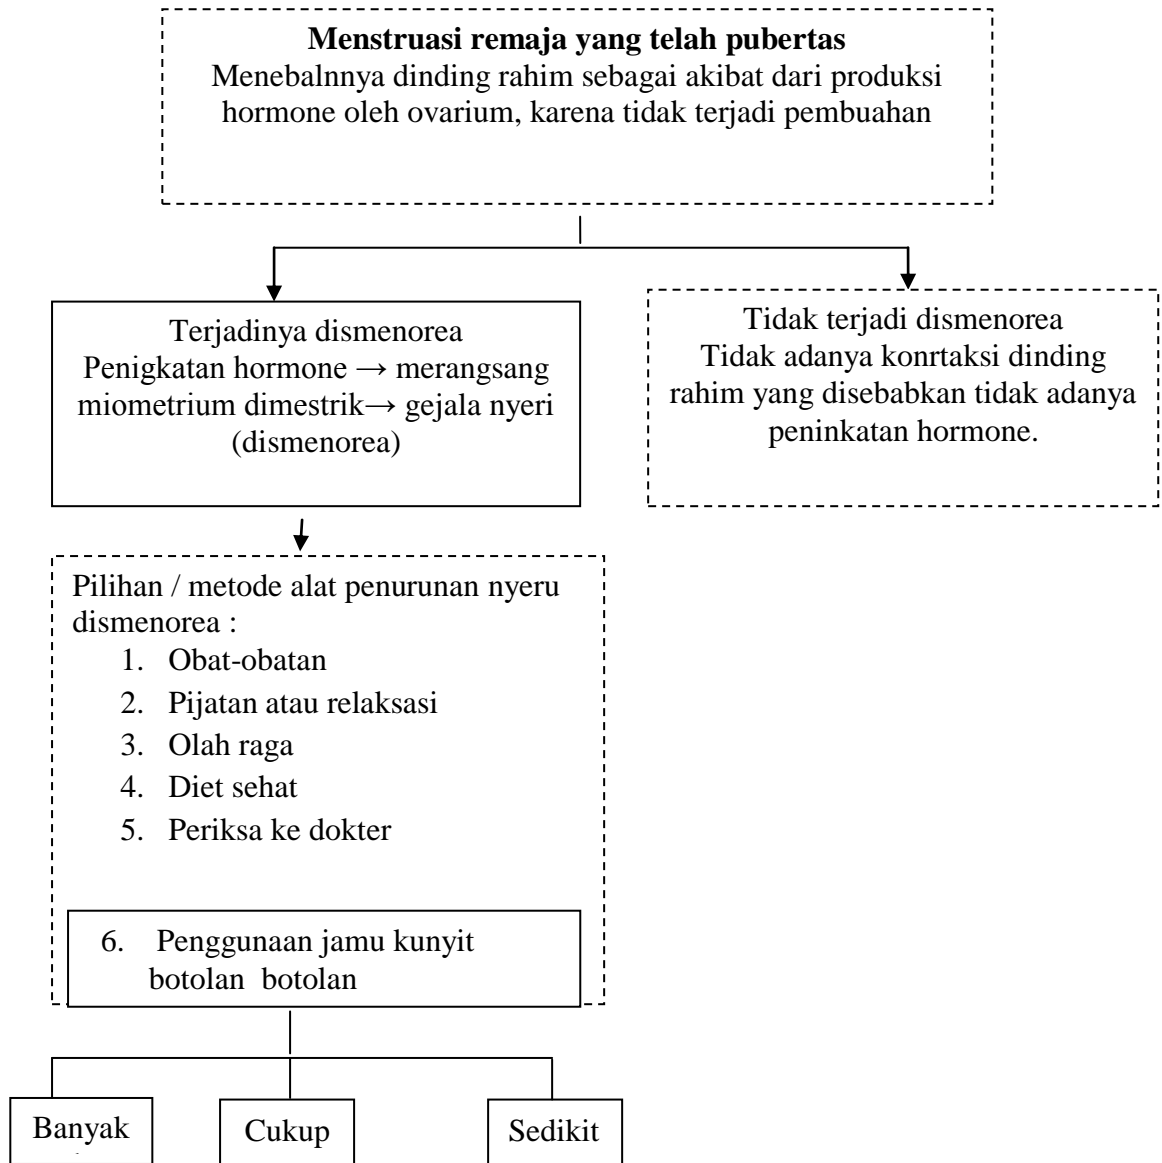 Menstruasi remaja yang telah pubertas
Menebalnnya dinding rahim sebagai akibat dari produksi
hormone oleh ovarium, karena tidak terjadi pembuahan
Terjadinya dismenorea
Penigkatan hormone → merangsang
miometrium dimestrik→ gejala nyeri
(dismenorea)
Tidak terjadi dismenorea
Tidak adanya konrtaksi dinding
rahim yang disebabkan tidak adanya
peninkatan hormone.
Pilihan / metode alat penurunan nyeru
dismenorea :
1. Obat-obatan
2. Pijatan atau relaksasi
3. Olah raga
4. Diet sehat
5. Periksa ke dokter
6. Penggunaan jamu kunyit
botolan botolan
Banyak
Cukup
Sedikit